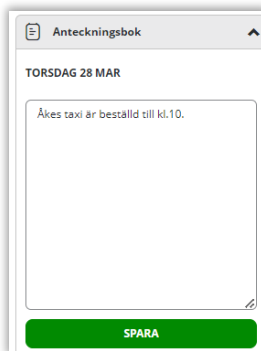 Anteckningsbok
TORSDAG 28 MAR
Åkes taxi är beställd till kl.10.
SPARA